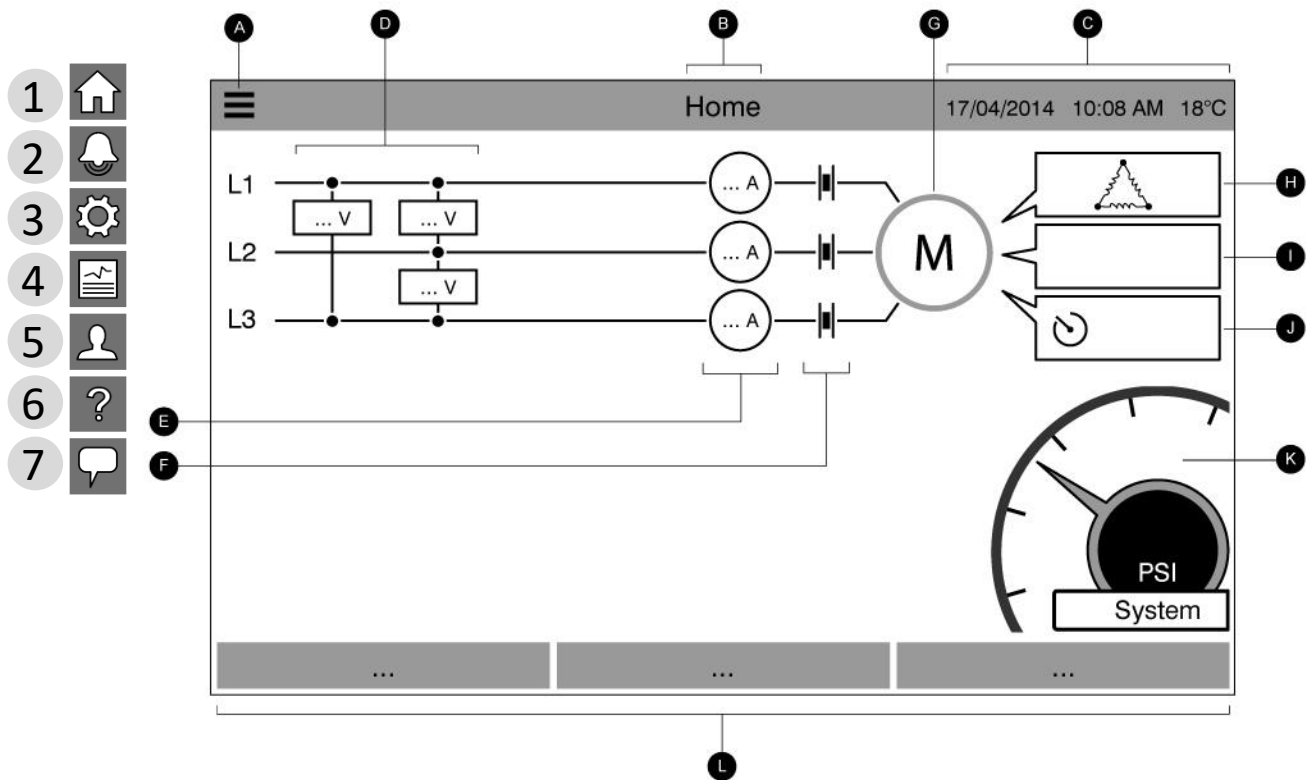 A D B G C
1
2
3
4
5
6 ?
7
Home 17/04/2014 10:08 AM 18°C
L1 ... A
... V ... V
L2 ... A M
... V
L3 ... A
H
I
J
E
F
K
PSI
System
... ... ...
L